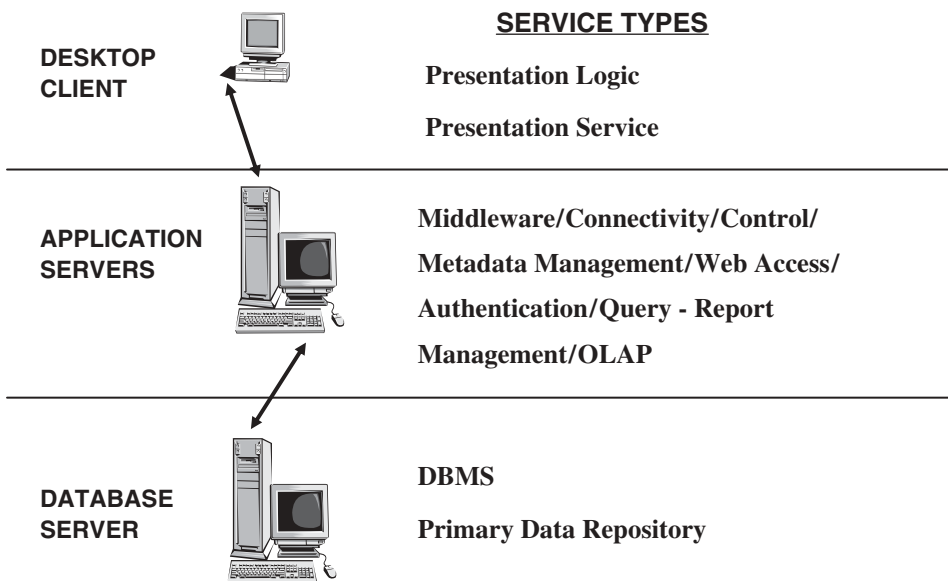 SERVICE TYPES
DESKTOP
CLIENT
Presentation Logic
Presentation Service
APPLICATION
SERVERS
Middleware/Connectivity/Control/
Metadata Management/Web Access/
Authentication/Query - Report
Management/OLAP
DATABASE
SERVER
DBMS
Primary Data Repository